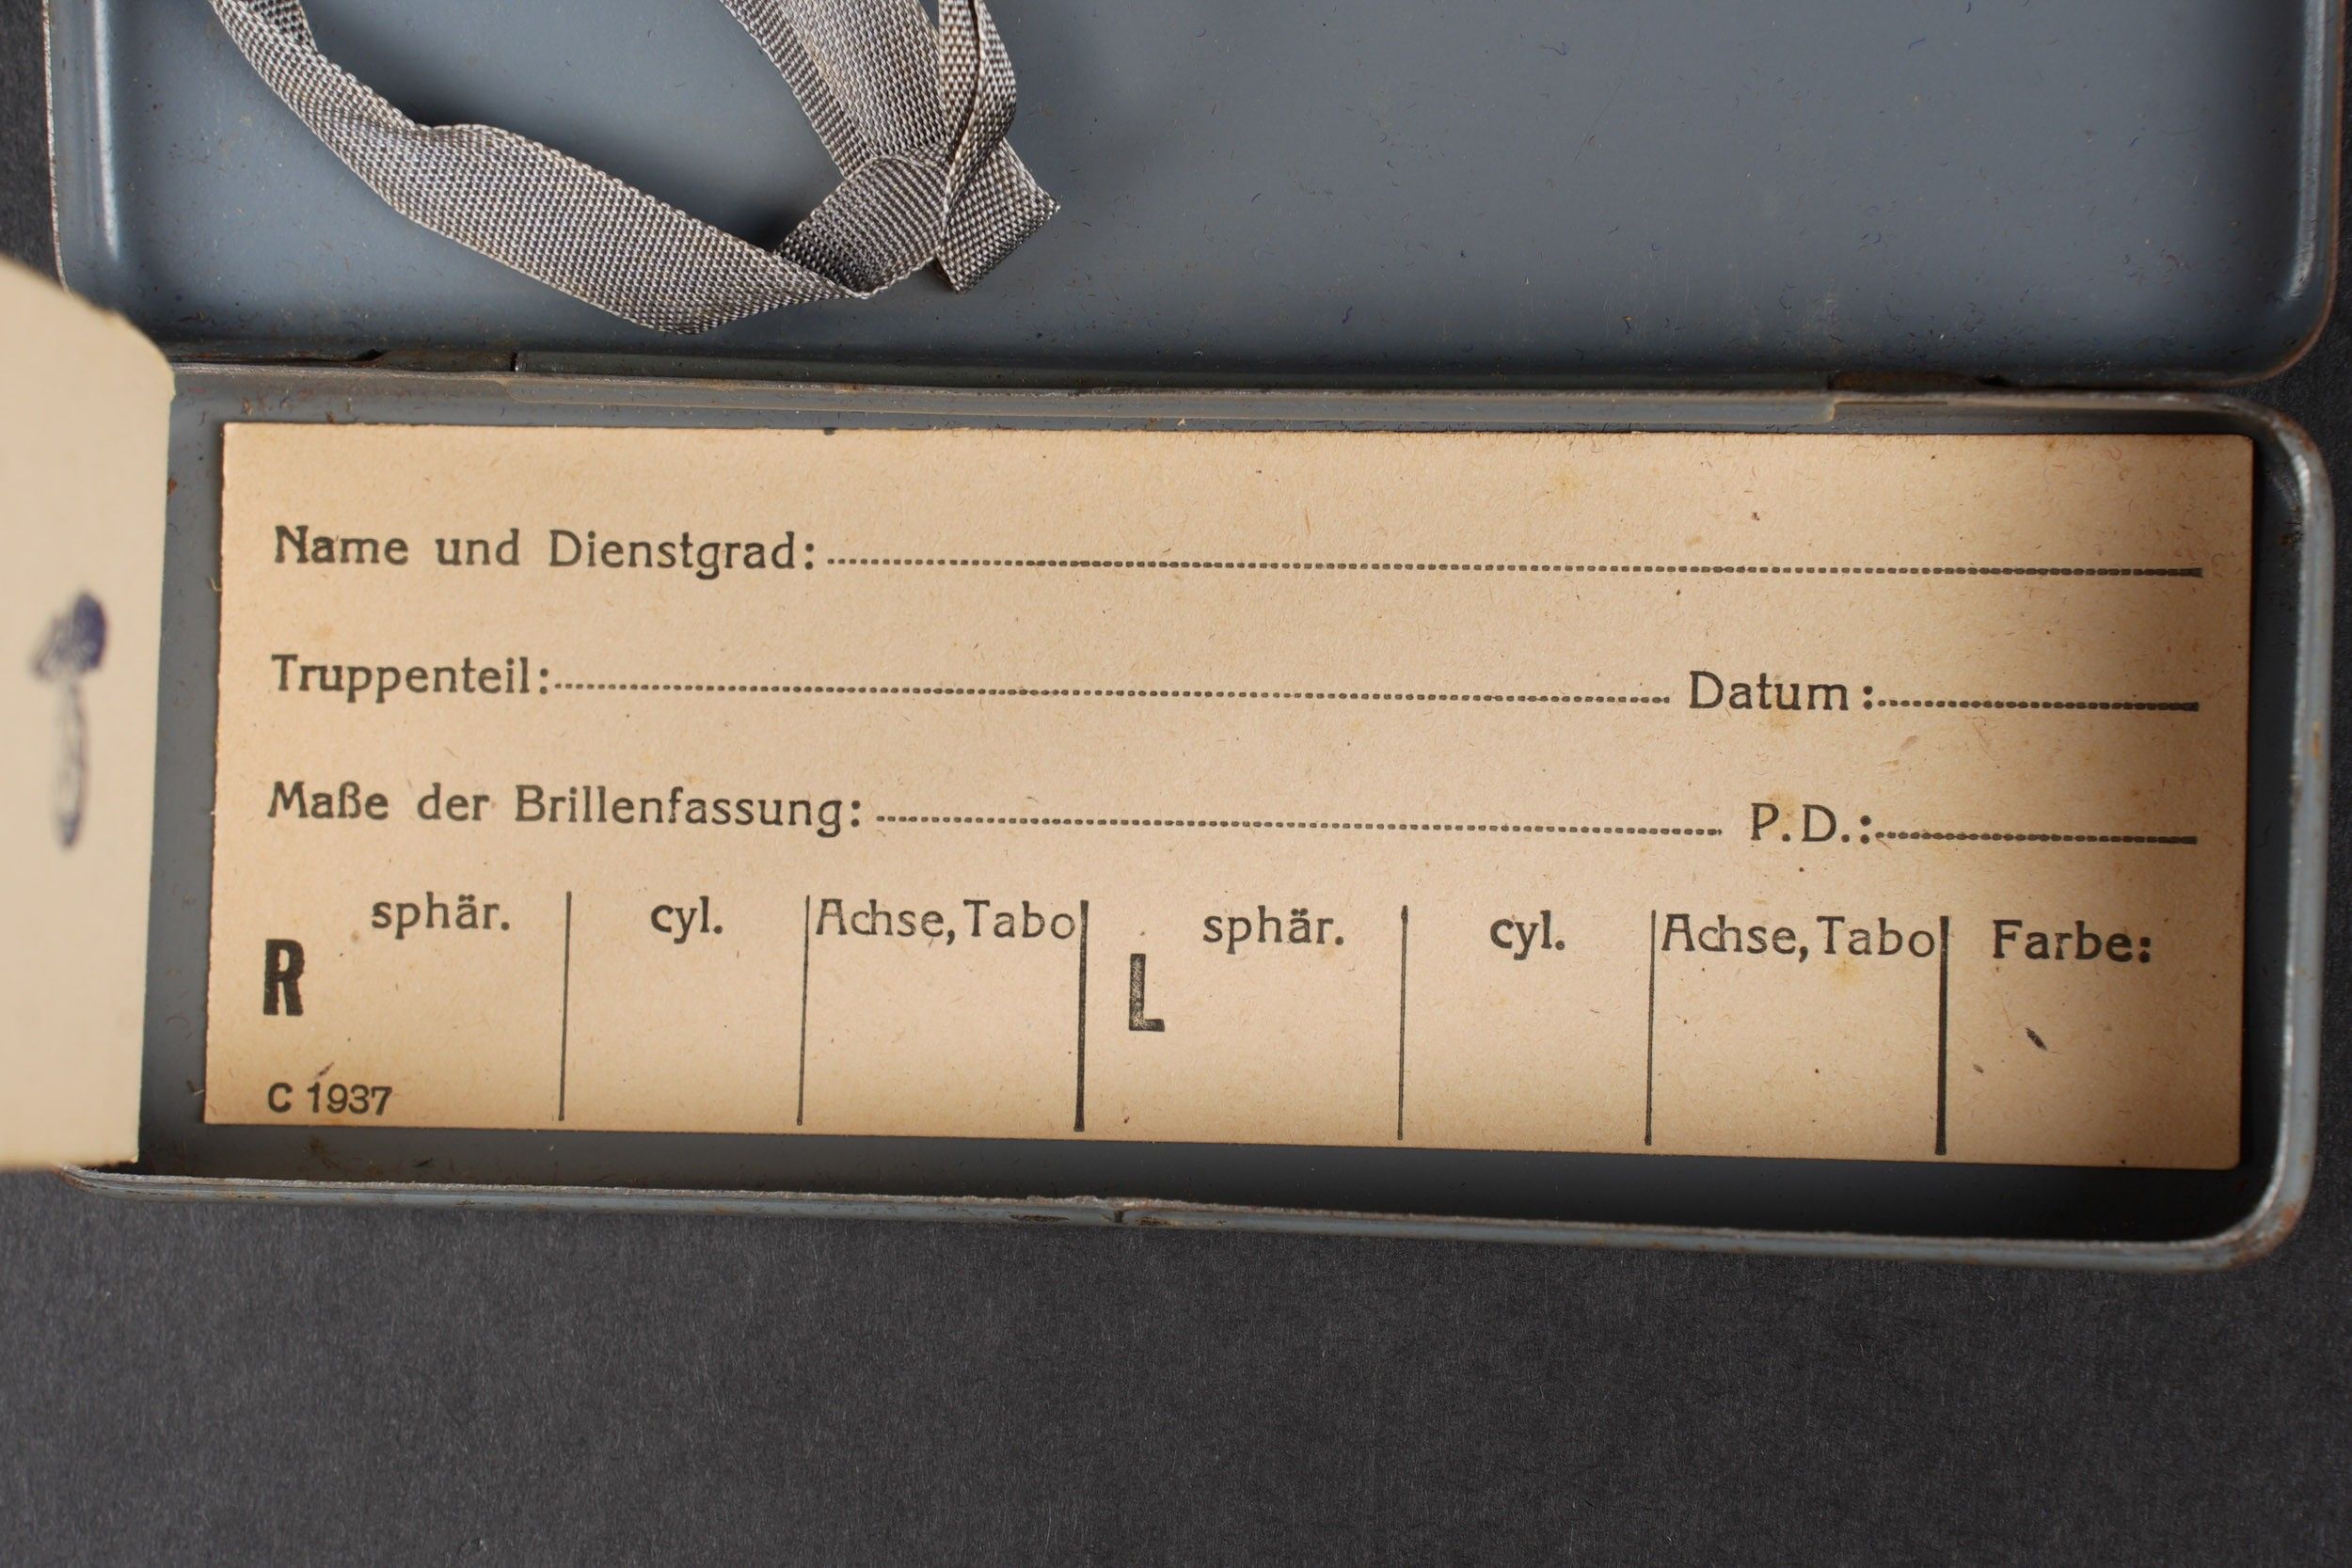 Name und Dienstgrad:
Truppenteil: Datum:
Maße der Brillenfassung: P.D.:
R sphär. cyl. Achse, Tabo L sphär. cyl. Achse, Tabo Farbe:
C 1937